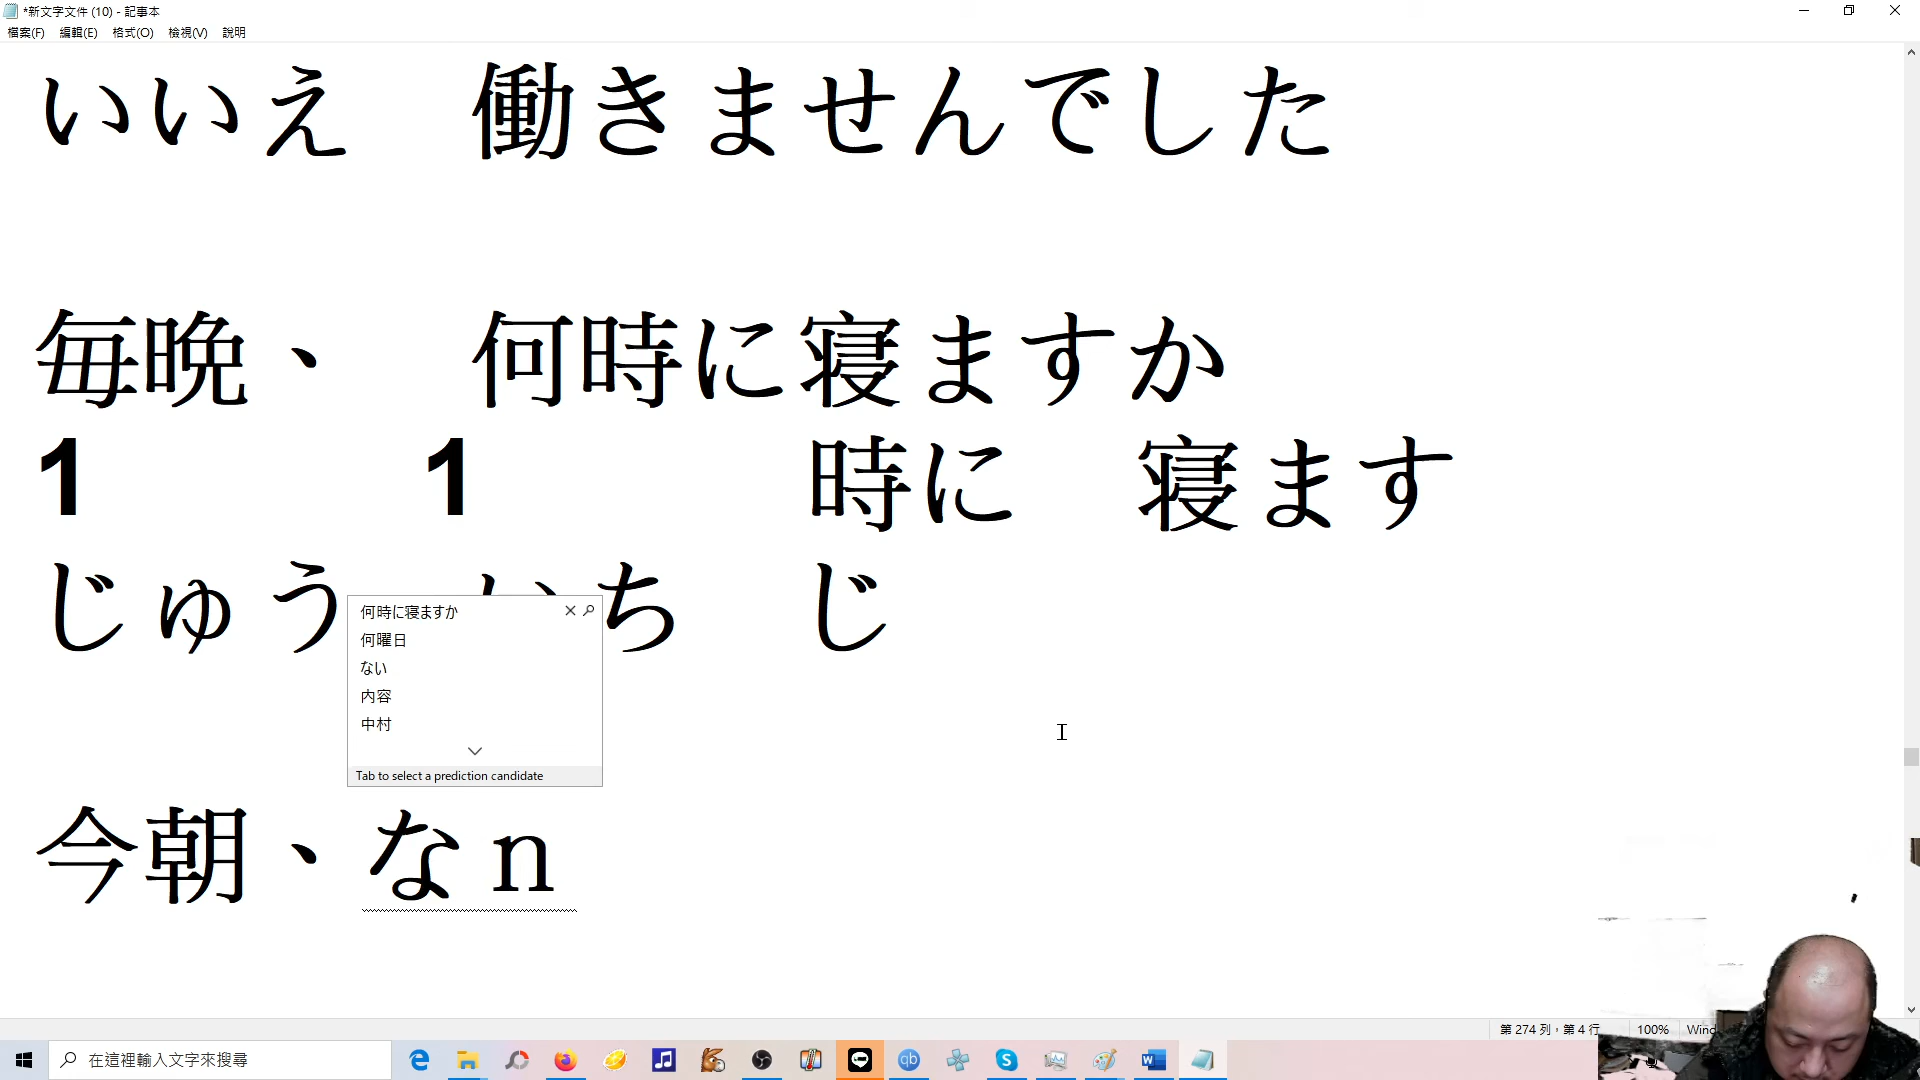 *新文字文件 (10) - 記事本
檔案(F) 編輯(E) 格式(O) 檢視(V) 說明
いいえ　働きませんでした
毎晩、　何時に寝ますか
1 1 時に　寝ます
じゅう いち じ
何時に寝ますか
何曜日
ない
内容
中村
Tab to select a prediction candidate
今朝、なｎ
第 274 列，第 4 行 100% Wind
在這裡輸入文字來搜尋